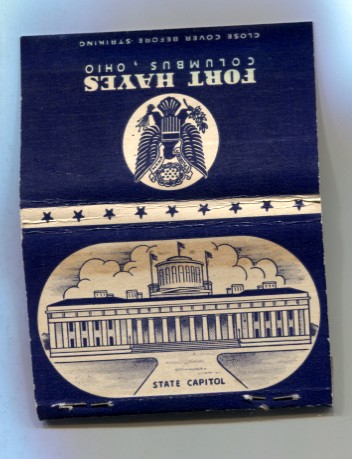 CLOSE COVER BEFORE STRIKING
COLUMBUS, OHIO
FORT HAYES
STATE CAPITOL